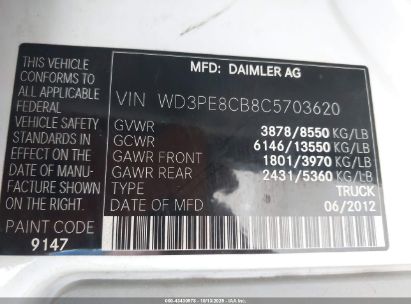 MFD: DAIMLER AG
THIS VEHICLE
CONFORMS TO
ALL APPLICABLE
FEDERAL
VEHICLE SAFETY
STANDARDS IN
EFFECT ON THE
DATE OF MANU-
FACTURE SHOWN
ON THE RIGHT.
PAINT CODE
9147
VIN WD3PE8CB8C5703620
GVWR 3878/8550 KG/LB
GCWR 6146/13550 KG/LB
GAWR FRONT 1801/3970 KG/LB
GAWR REAR 2431/5360 KG/LB
TYPE TRUCK
DATE OF MFD 06/2012